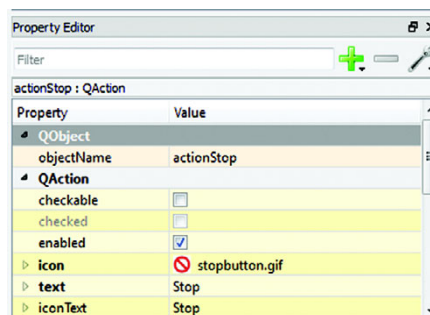 Property Editor
Filter
actionStop : QAction
Property Value
QObject
objectName actionStop
QAction
checkable
checked
enabled
icon stopbutton.gif
text Stop
iconText Stop